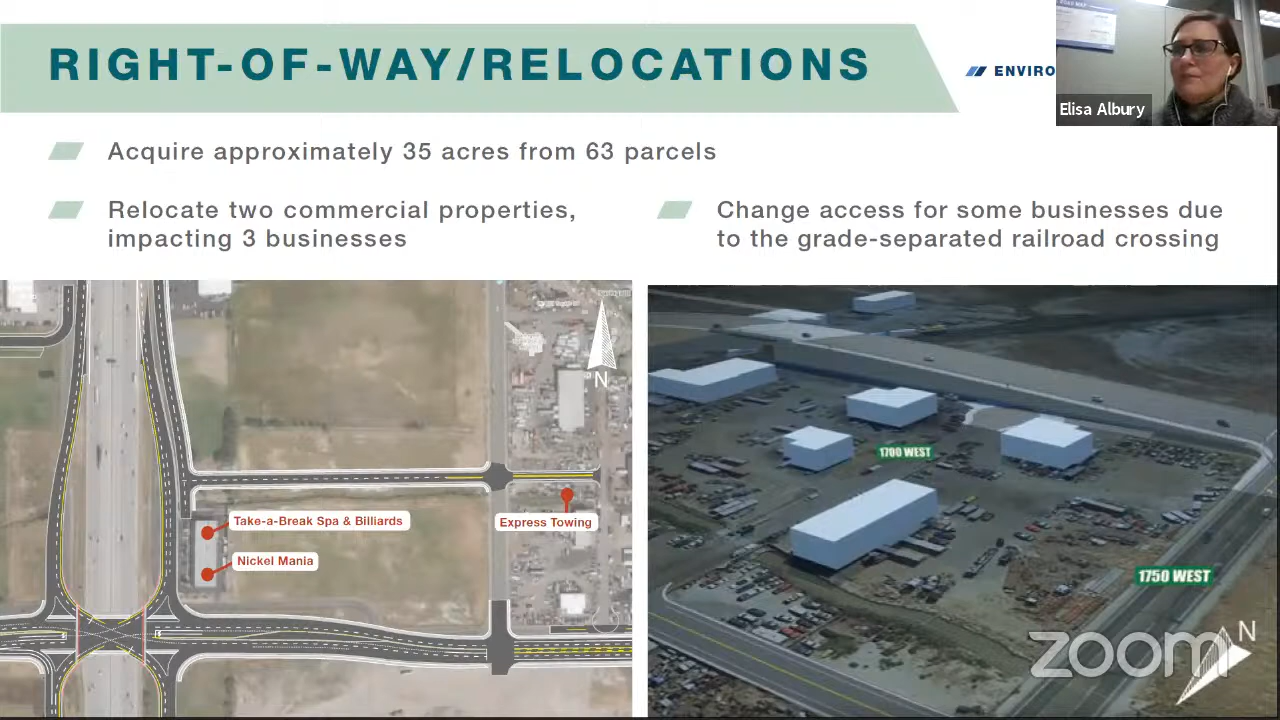 RIGHT-OF-WAY/RELOCATIONS
ENVIRO
Elisa Albury
Acquire approximately 35 acres from 63 parcels
Relocate two commercial properties,
impacting 3 businesses
Change access for some businesses due
to the grade-separated railroad crossing
N
Take-a-Break Spa & Billiards
Express Towing
Nickel Mania
1700 WEST
1750 WEST
N
zoom